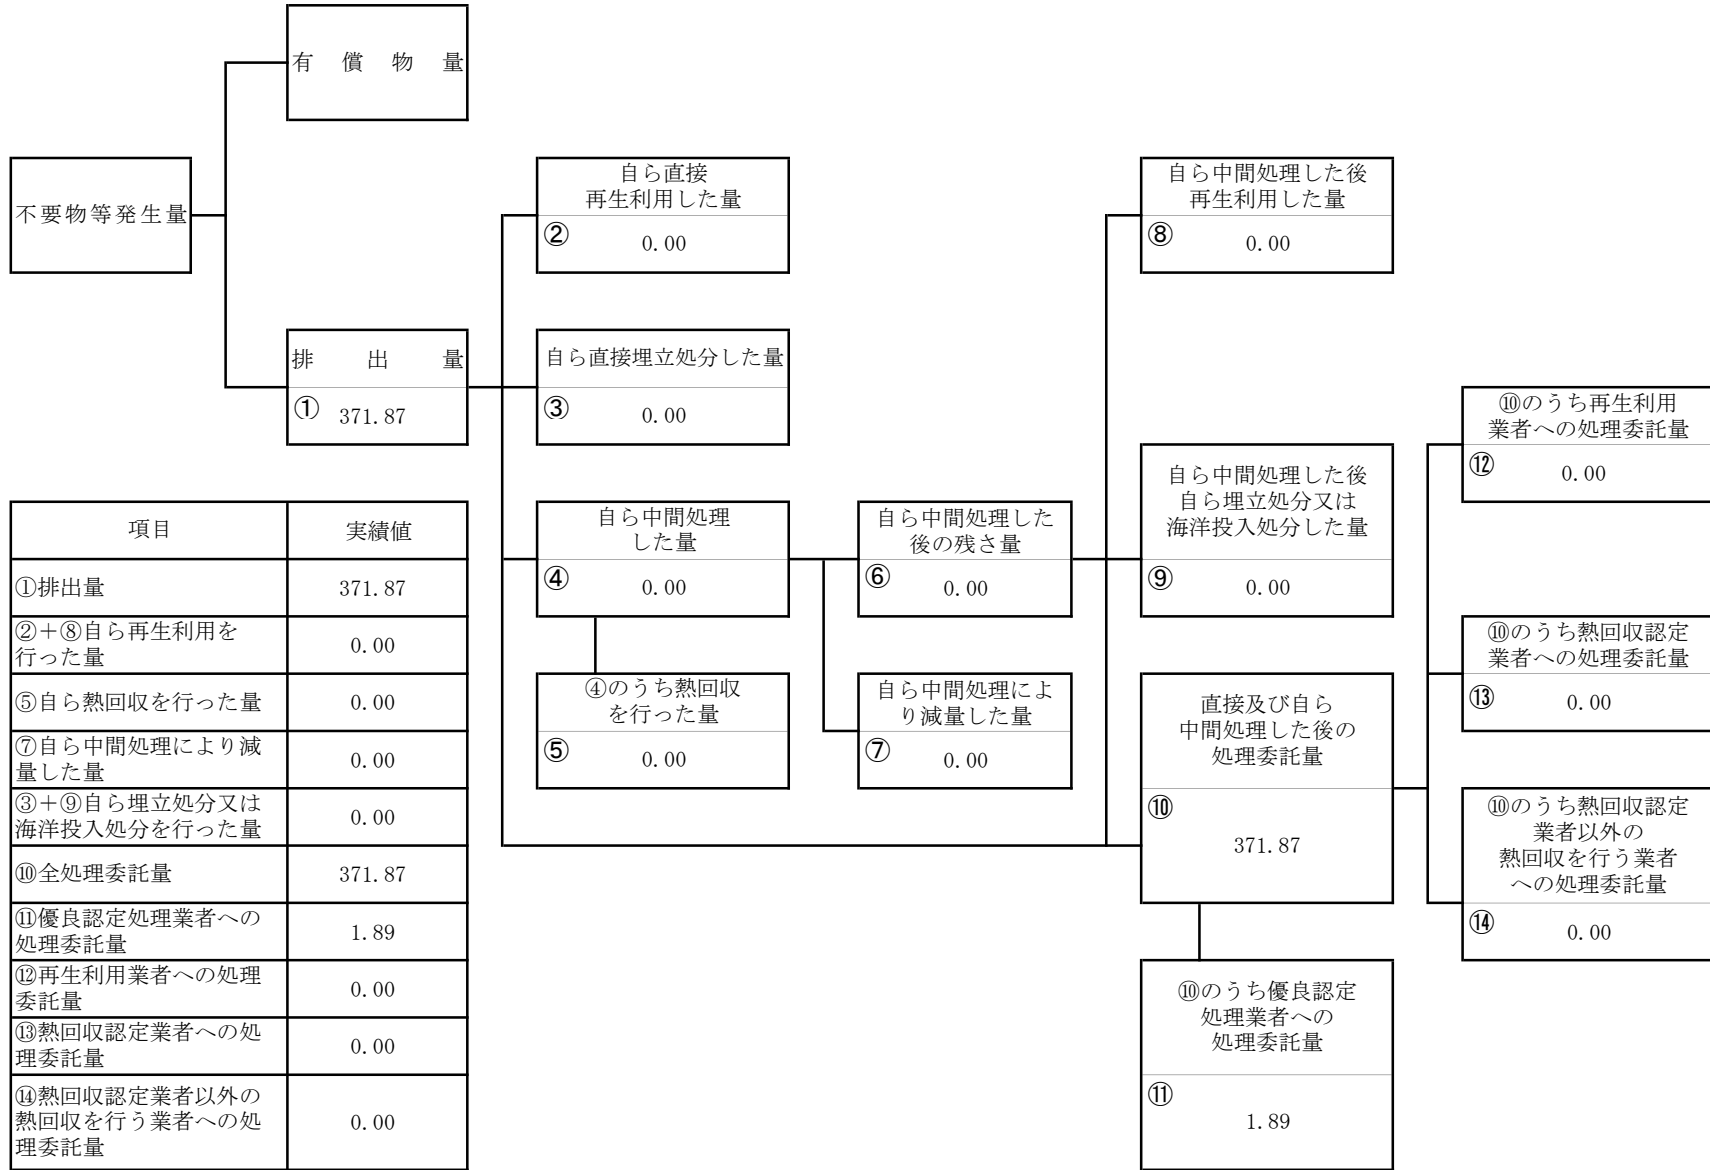 有償物量
不要物等発生量
自ら直接
再生利用した量
② 0.00
自ら中間処理した後
再生利用した量
⑧ 0.00
排出量
① 371.87
自ら直接埋立処分した量
③ 0.00
⑩のうち再生利用
業者への処理委託量
⑫ 0.00
自ら中間処理した後
自ら埋立処分又は
海洋投入処分した量
⑨ 0.00
自ら中間処理
した量
④ 0.00
自ら中間処理した
後の残さ量
⑥ 0.00
⑩のうち熱回収認定
業者への処理委託量
⑬ 0.00
④のうち熱回収
を行った量
⑤ 0.00
自ら中間処理によ
り減量した量
⑦ 0.00
直接及び自ら
中間処理した後の
処理委託量
⑩
371.87
⑩のうち熱回収認定
業者以外の
熱回収を行う業者
への処理委託量
⑭ 0.00
⑩のうち優良認定
処理業者への
処理委託量
⑪
1.89
項目 実績値
①排出量 371.87
②＋⑧自ら再生利用を
行った量 0.00
⑤自ら熱回収を行った量 0.00
⑦自ら中間処理により減
量した量 0.00
③＋⑨自ら埋立処分又は
海洋投入処分を行った量 0.00
⑩全処理委託量 371.87
⑪優良認定処理業者への
処理委託量 1.89
⑫再生利用業者への処理
委託量 0.00
⑬熱回収認定業者への処
理委託量 0.00
⑭熱回収認定業者以外の
熱回収を行う業者への処
理委託量 0.00